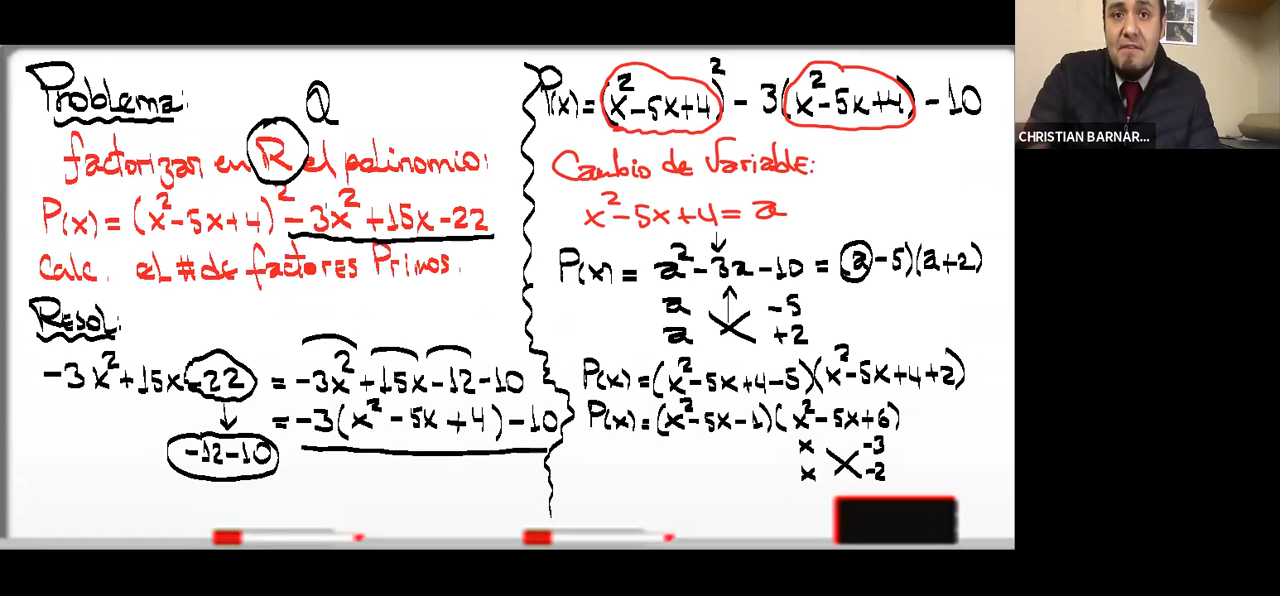 Problema: Q
factorizar en R el polinomio:
P(x) = (x²-5x+4)² - 3x² + 15x - 22
Calc. el # de factores Primos.
Resol:
-3x² + 15x - 22 = -3x² + 15x - 12 - 10
= -3(x² - 5x + 4) - 10
-12-10
P(x) = (x²-5x+4)² - 3(x²-5x+4) - 10
Cambio de Variable:
x²-5x+4 = a
P(x) = a² - 3a - 10 = (a-5)(a+2)
a -5
a +2
P(x) = (x²-5x+4-5)(x²-5x+4+2)
P(x) = (x²-5x-1)(x²-5x+6)
x -3
x -2
CHRISTIAN BARNAR...